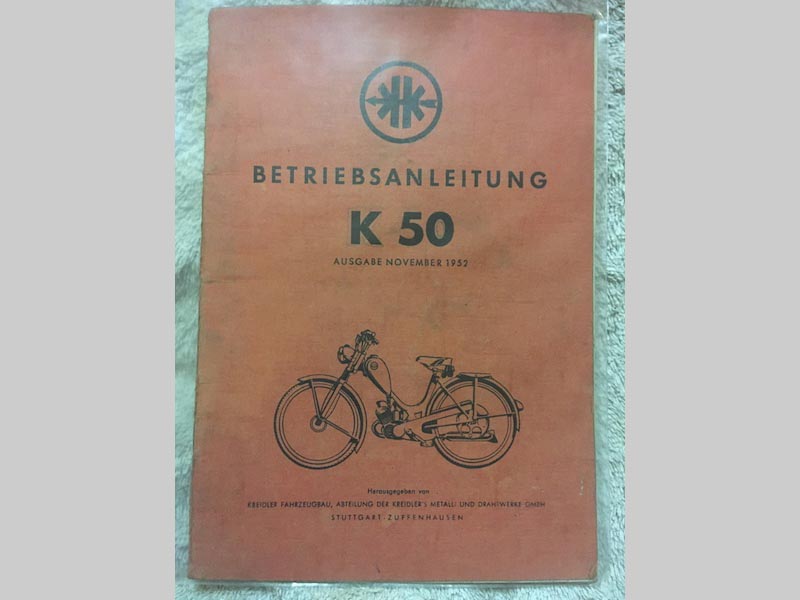 BETRIEBSANLEITUNG
K 50
AUSGABE NOVEMBER 1952
Herausgegeben von
KREIDLER FAHRZEUGBAU, ABTEILUNG DER KREIDLER'S METALL- UND DRAHTWERKE GMBH
STUTTGART-ZUFFENHAUSEN